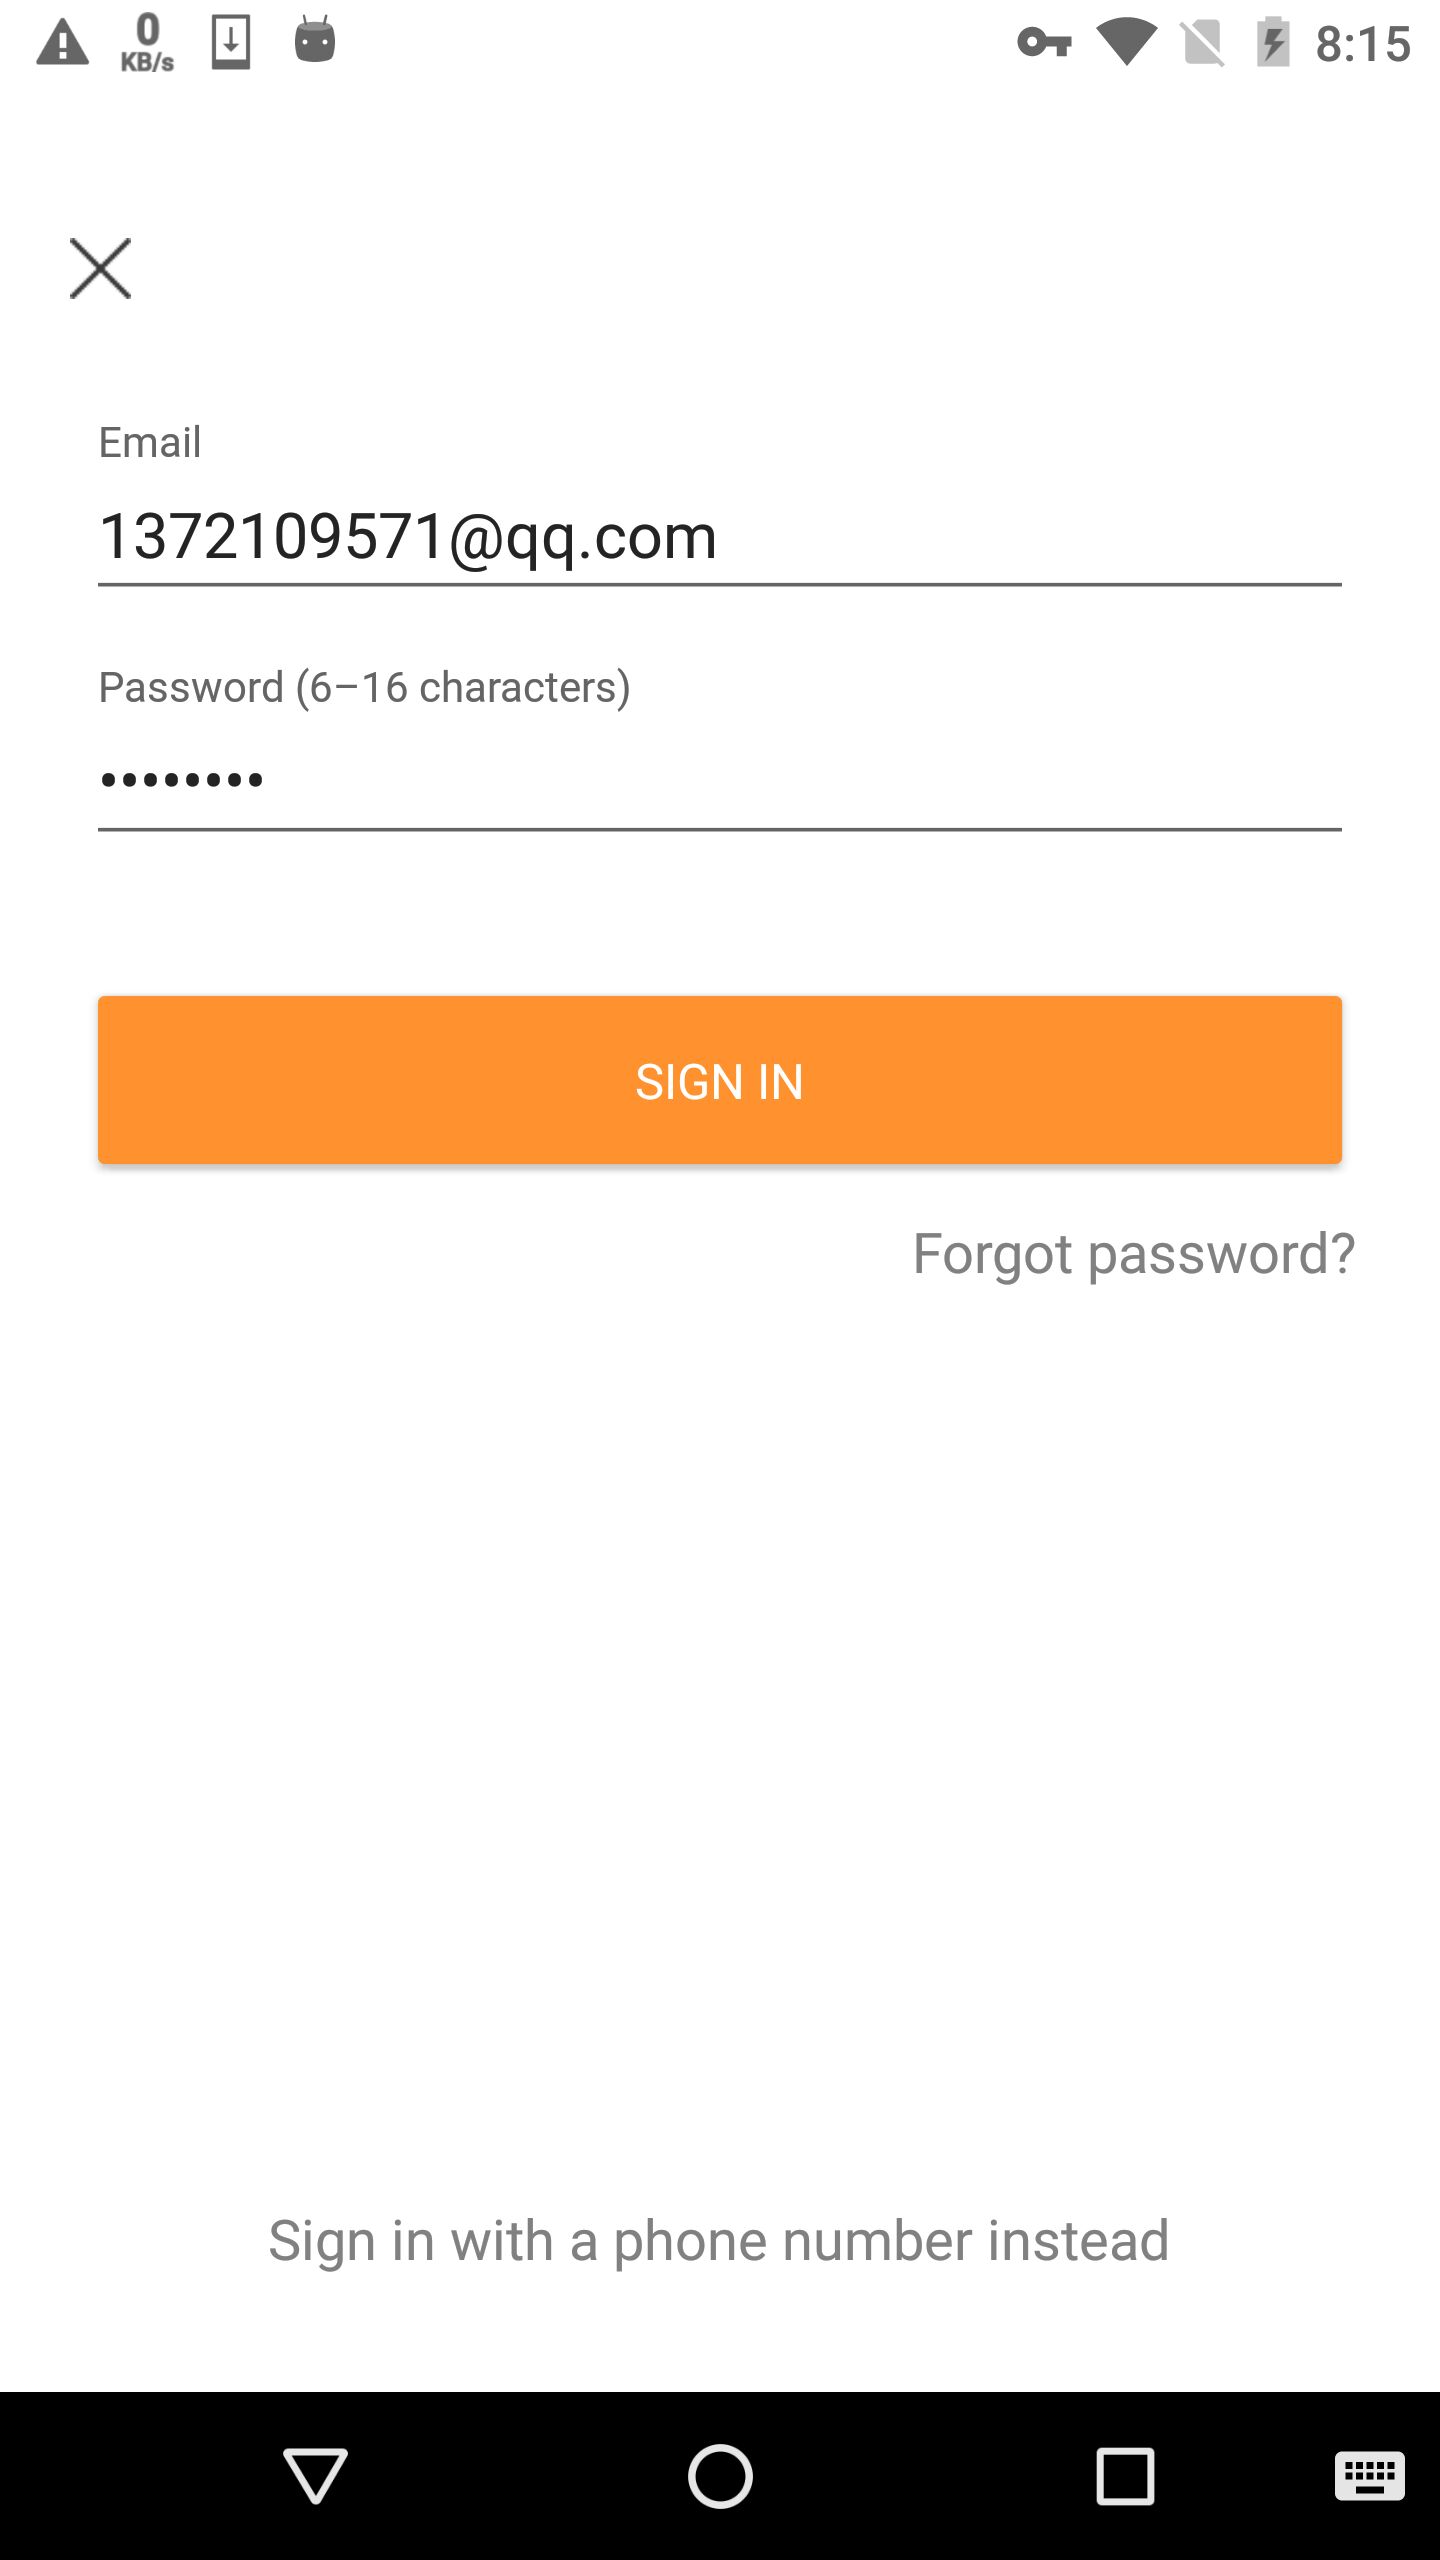 0
KB/s
8:15
Email
1372109571@qq.com
Password (6–16 characters)
••••••••
SIGN IN
Forgot password?
Sign in with a phone number instead